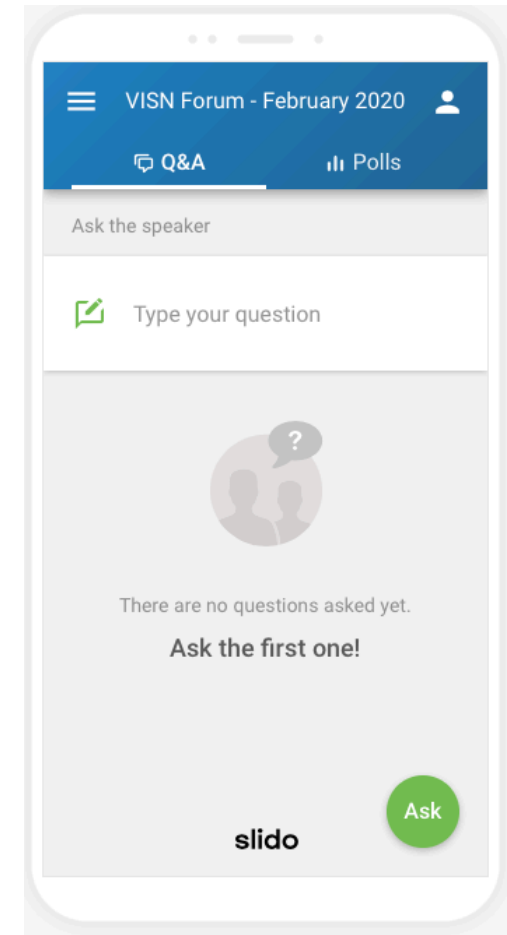 VISN Forum - February 2020
Q&A
Polls
Ask the speaker
Type your question
?
There are no questions asked yet.
Ask the first one!
Ask
slido